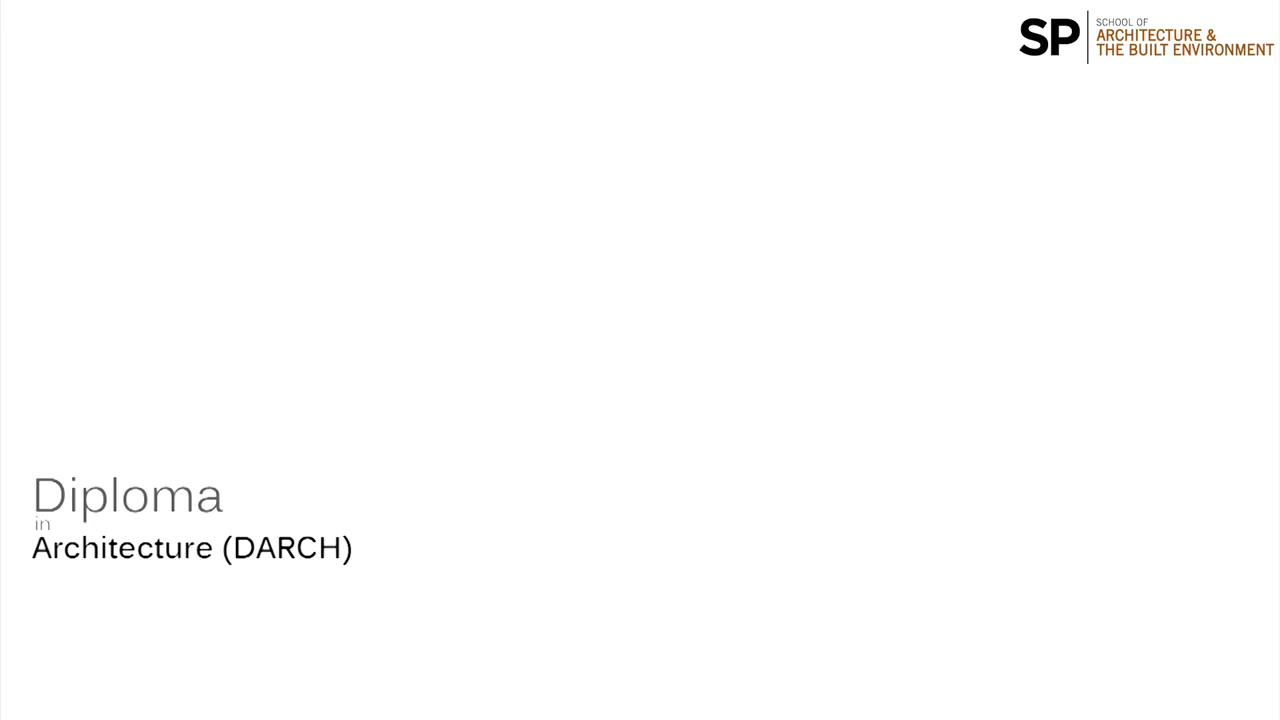 SP
SCHOOL OF
ARCHITECTURE &
THE BUILT ENVIRONMENT
Diploma
in
Architecture (DARCH)